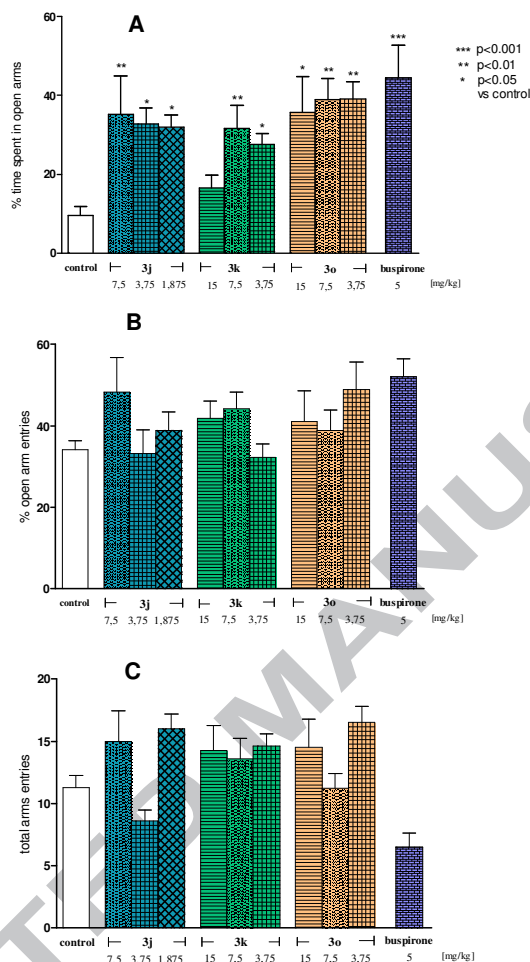 A
60
40
20
0
% time spent in open arms
**
*
*
**
*
*
**
**
***
*** p<0.001
** p<0.01
* p<0.05
vs control
control 3j 3k 3o buspirone
7,5 3,75 1,875 15 7,5 3,75 15 7,5 3,75 5 [mg/kg]
B
60
40
20
0
% open arm entries
control 3j 3k 3o buspirone
7,5 3,75 1,875 15 7,5 3,75 15 7,5 3,75 5 [mg/kg]
C
20
15
10
5
0
total arms entries
control 3j 3k 3o buspirone
7,5 3,75 1,875 15 7,5 3,75 15 7,5 3,75 5 [mg/kg]
TED MANUS